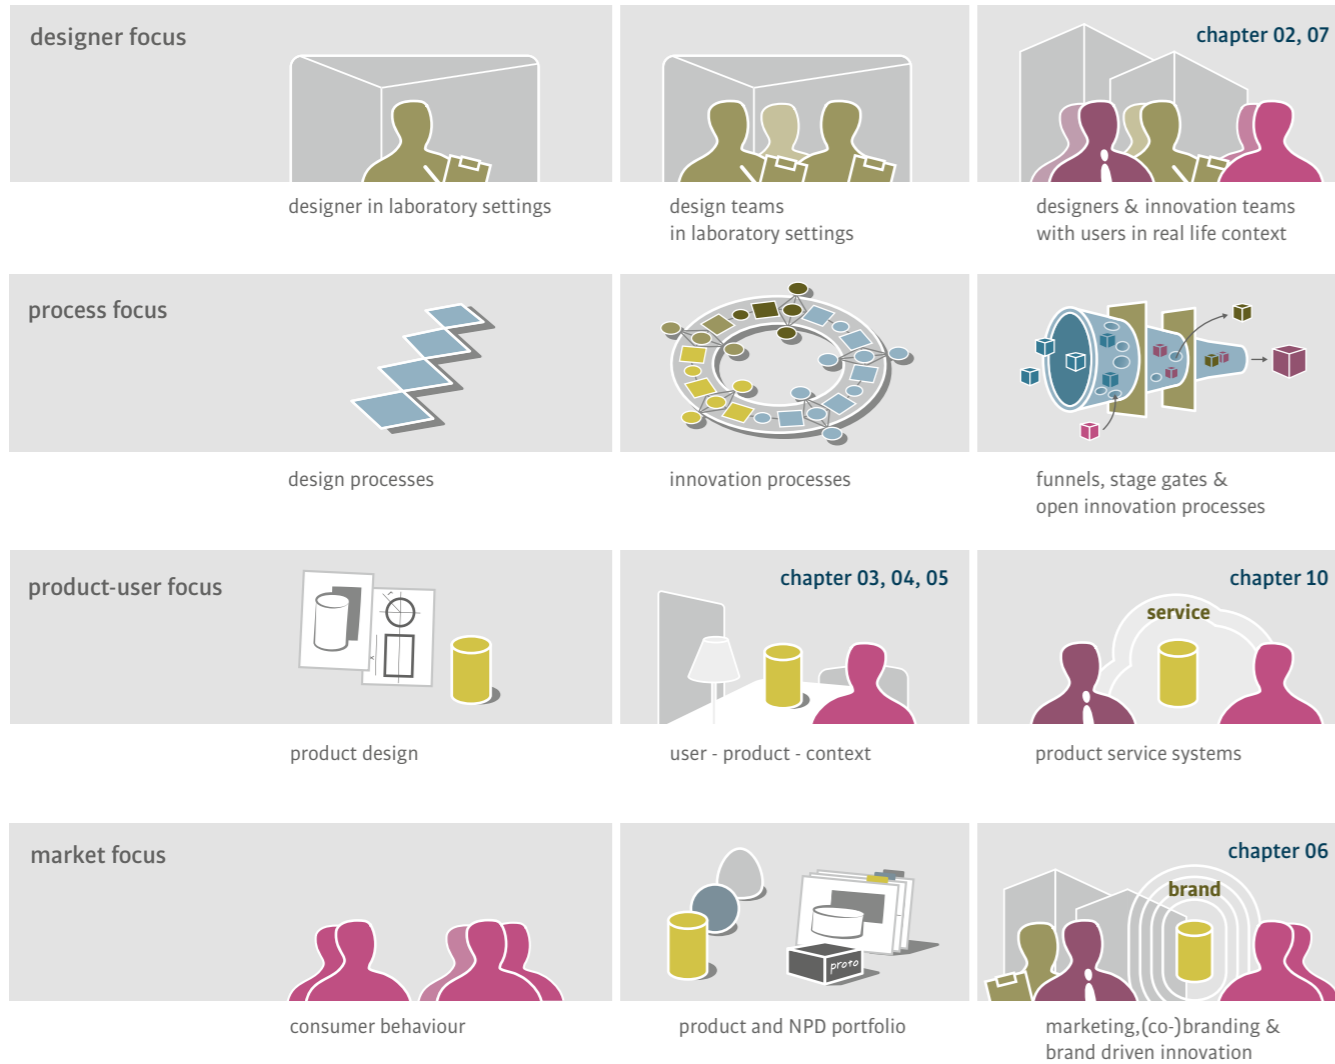 designer focus
chapter 02, 07
designer in laboratory settings
design teams
in laboratory settings
designers & innovation teams
with users in real life context
process focus
design processes
innovation processes
funnels, stage gates &
open innovation processes
product-user focus
chapter 03, 04, 05
chapter 10
service
product design
user - product - context
product service systems
market focus
chapter 06
brand
proto
consumer behaviour
product and NPD portfolio
marketing,(co-)branding &
brand driven innovation